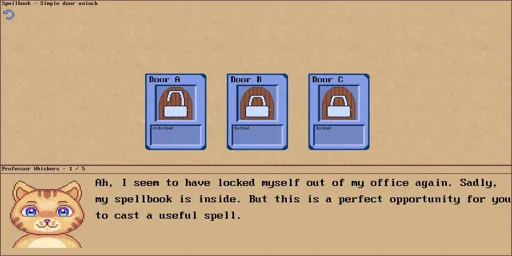 Spellbook - Simple door unlock
Door A
Door B
Door C
unlocked
locked
locked
Professor Whiskers - 1 / 5
Ah, I seem to have locked myself out of my office again. Sadly,
my spellbook is inside. But this is a perfect opportunity for you
to cast a useful spell.